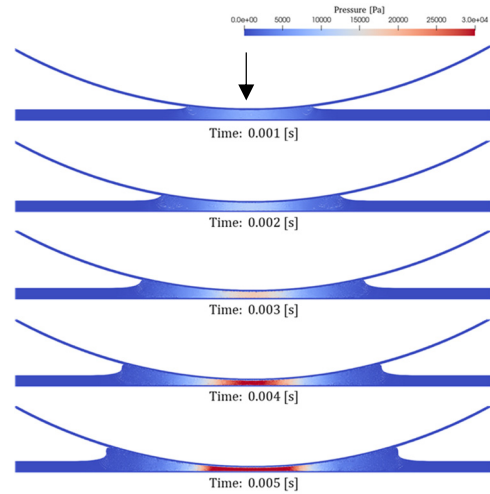 Pressure [Pa]
0.0e+00 5000 10000 15000 20000 25000 3.0e+04
Time: 0.001 [s]
Time: 0.002 [s]
Time: 0.003 [s]
Time: 0.004 [s]
Time: 0.005 [s]